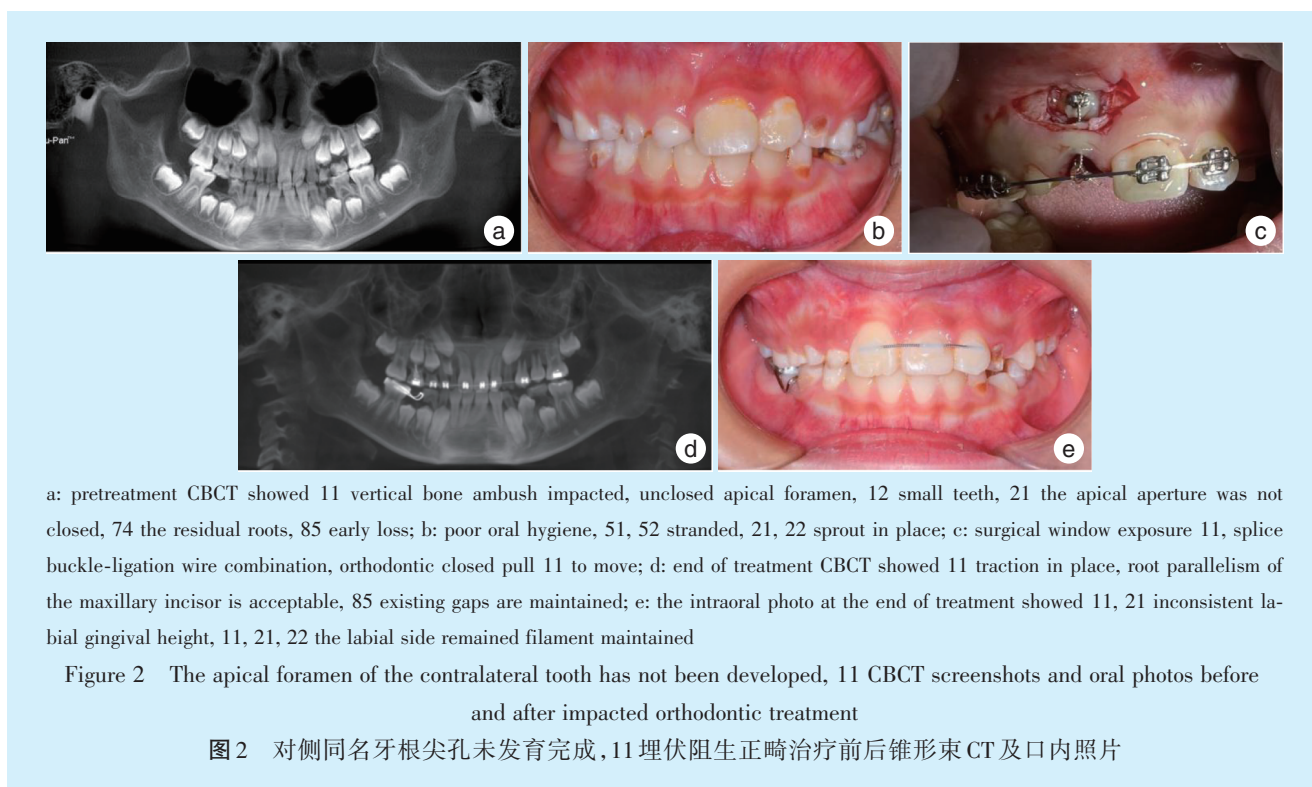 u-Pan™
a
b
c
d
e
a: pretreatment CBCT showed 11 vertical bone ambush impacted, unclosed apical foramen, 12 small teeth, 21 the apical aperture was not
closed, 74 the residual roots, 85 early loss; b: poor oral hygiene, 51, 52 stranded, 21, 22 sprout in place; c: surgical window exposure 11, splice
buckle-ligation wire combination, orthodontic closed pull 11 to move; d: end of treatment CBCT showed 11 traction in place, root parallelism of
the maxillary incisor is acceptable, 85 existing gaps are maintained; e: the intraoral photo at the end of treatment showed 11, 21 inconsistent la-
bial gingival height, 11, 21, 22 the labial side remained filament maintained
Figure 2 The apical foramen of the contralateral tooth has not been developed, 11 CBCT screenshots and oral photos before
and after impacted orthodontic treatment
图2 对侧同名牙根尖孔未发育完成,11埋伏阻生正畸治疗前后锥形束CT及口内照片